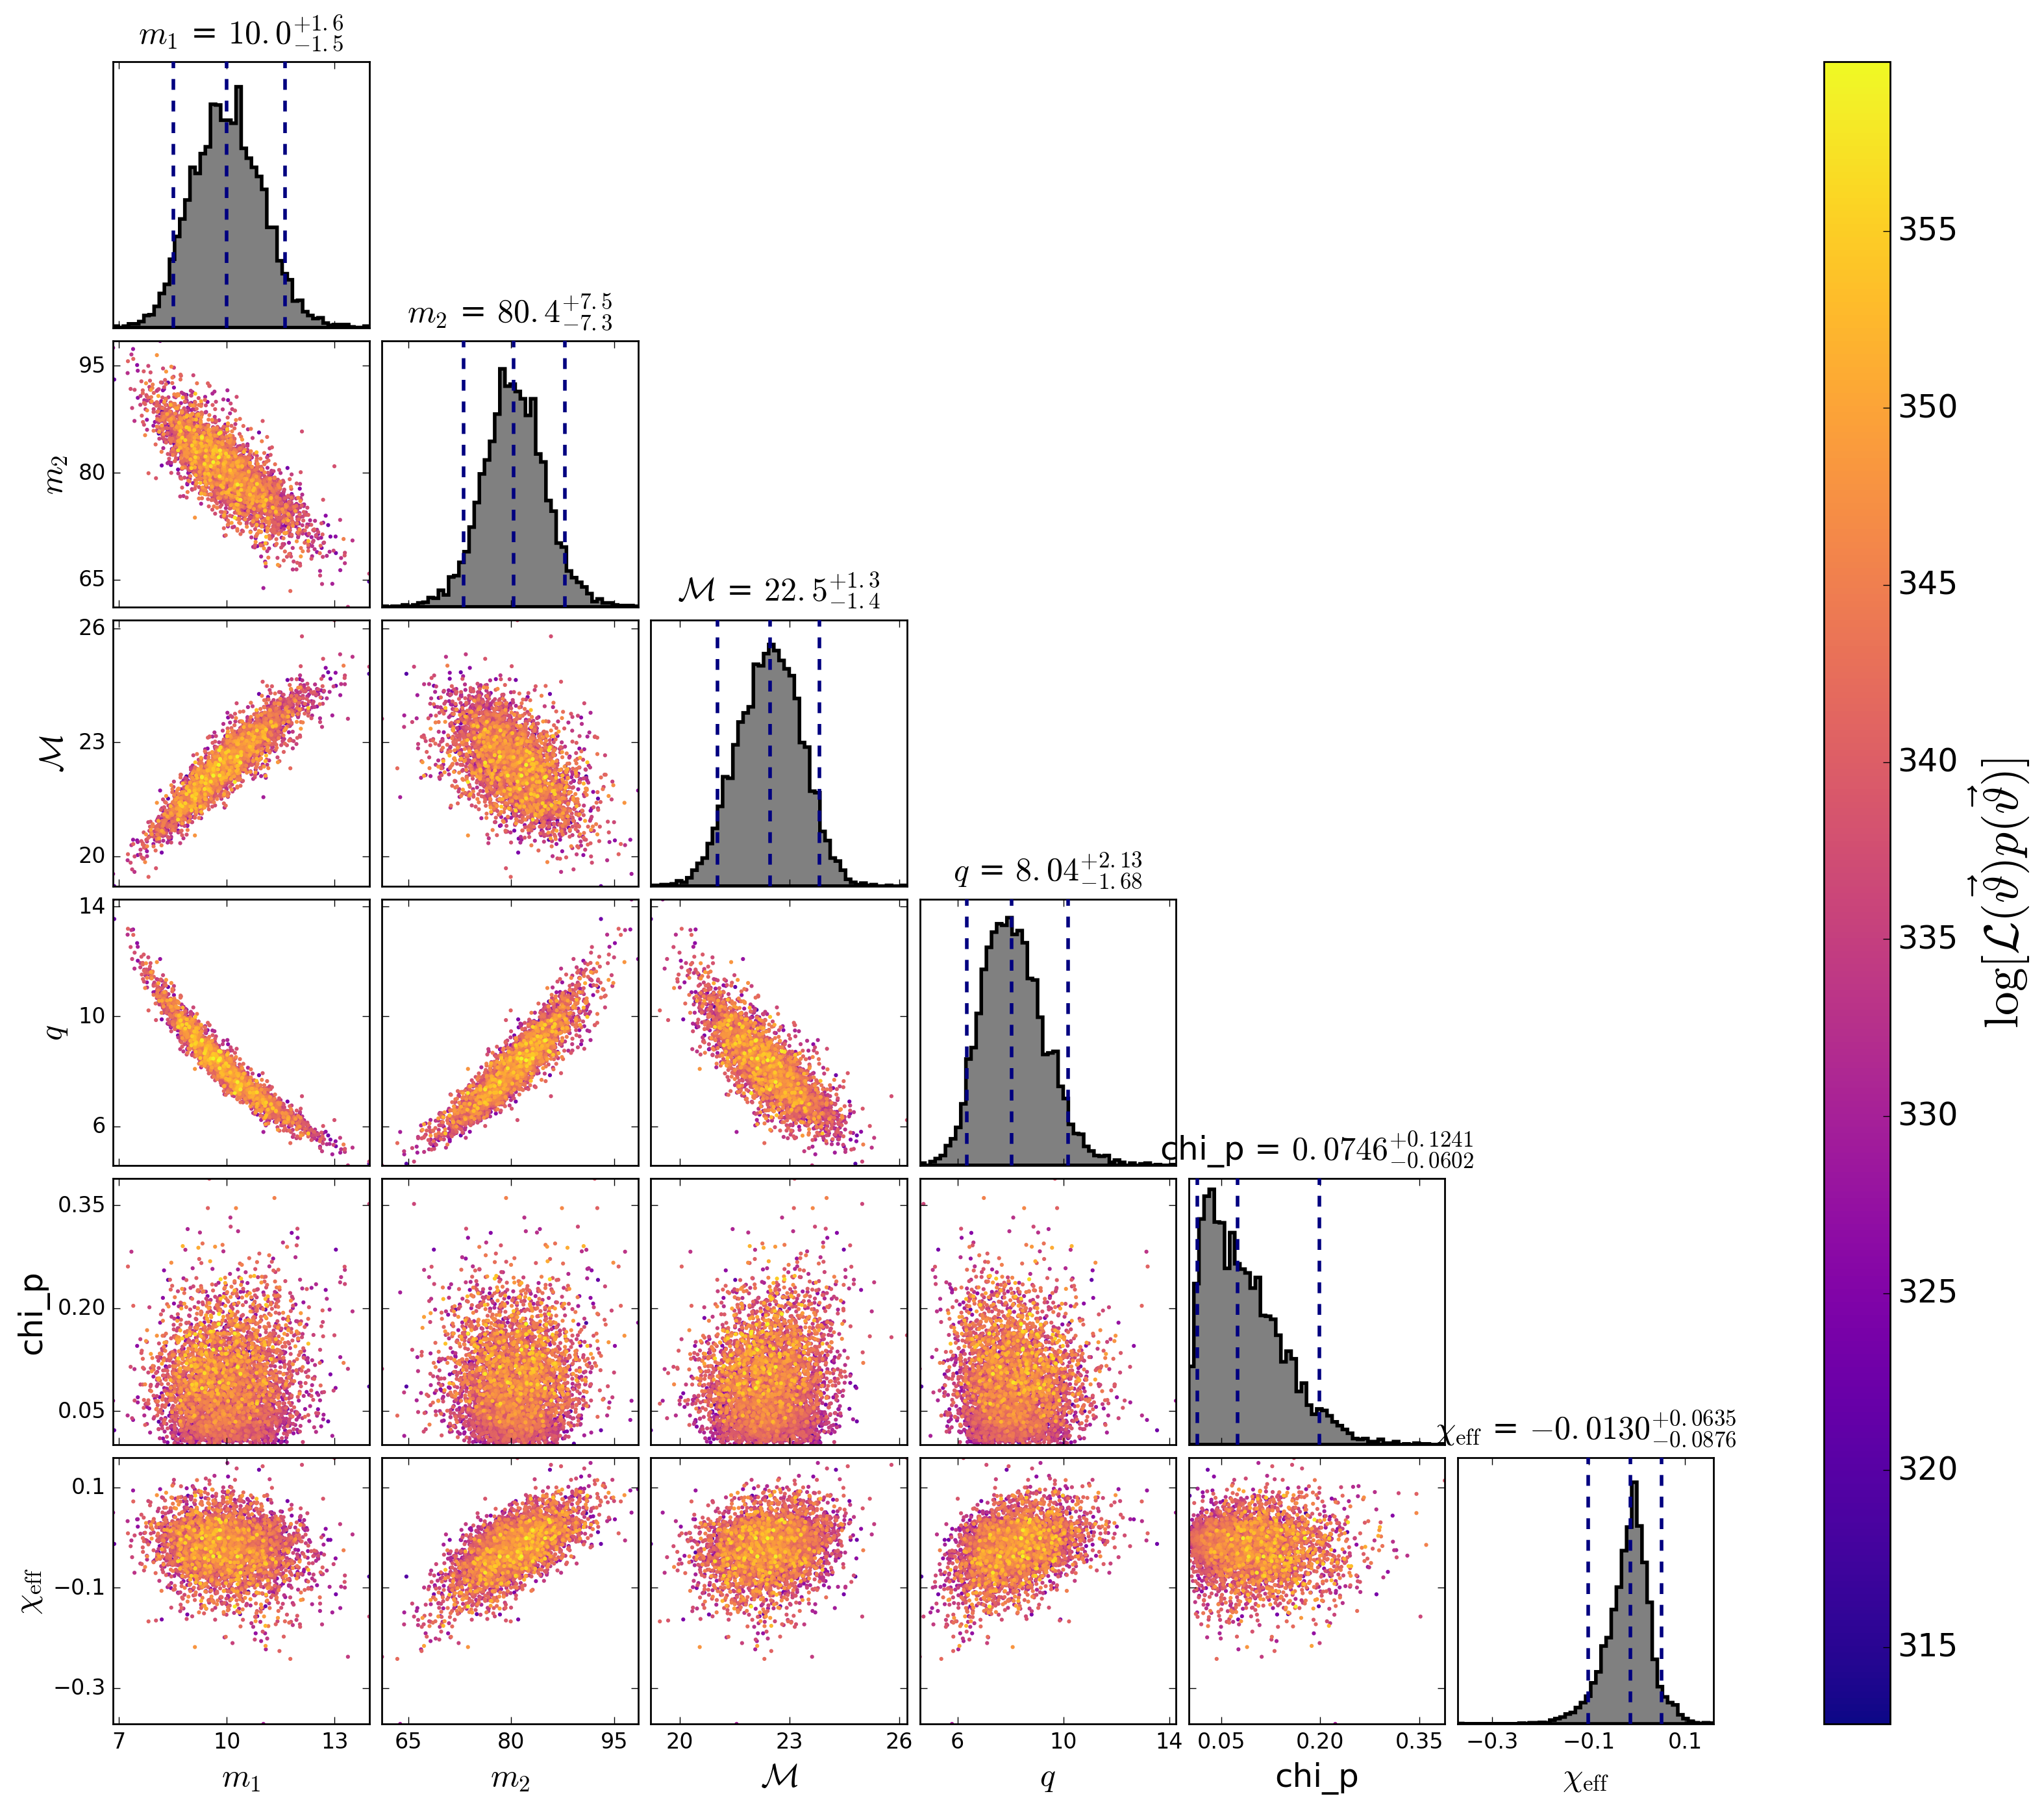 m₁ = 10.0 +1.6 −1.5
m₂ = 80.4 +7.5 −7.3
95
80
65
m₂
ℳ = 22.5 +1.3 −1.4
26
23
20
ℳ
q = 8.04 +2.13 −1.68
14
10
6
q
chi_p = 0.0746 +0.1241 −0.0602
0.35
0.20
0.05
chi_p
χeff = −0.0130 +0.0635 −0.0876
0.1
−0.1
−0.3
χeff
7 10 13
65 80 95
20 23 26
6 10 14
0.05 0.20 0.35
−0.3 −0.1 0.1
m₁
m₂
ℳ
q
chi_p
χeff
355
350
345
340
335
330
325
320
315
log[ℒ(ϑ⃗)p(ϑ⃗)]